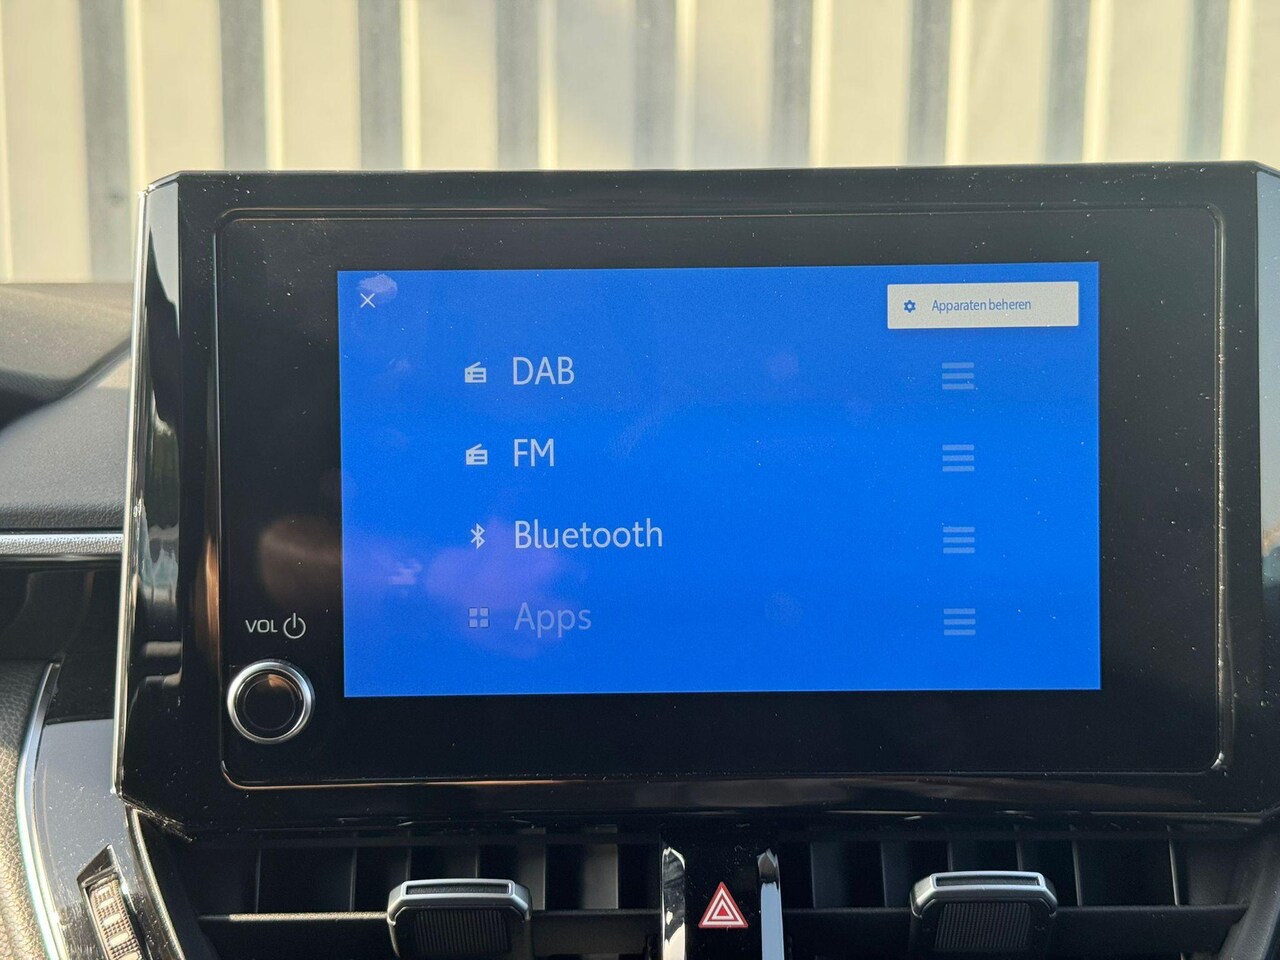 Apparaten beheren
DAB
FM
Bluetooth
Apps
VOL